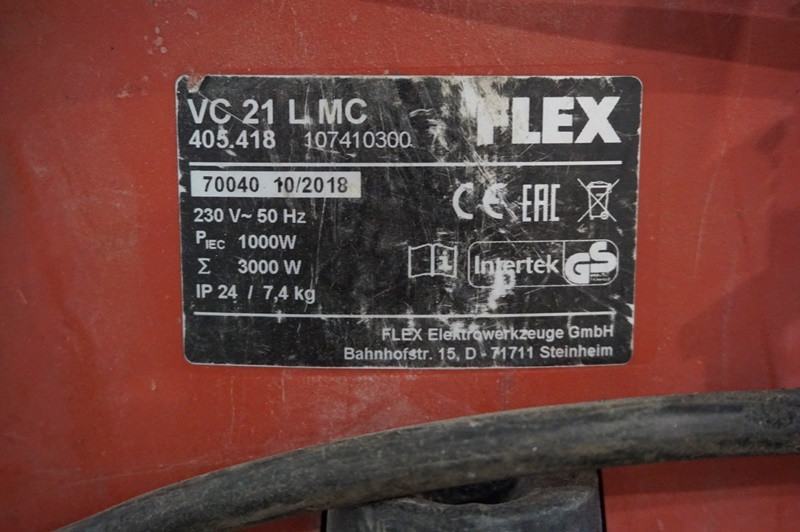 VC 21 L MC FLEX
405.418 107410300
70040 10/2018
230 V~ 50 Hz
PIEC 1000W
Σ 3000 W
IP 24 / 7,4 kg
CE EAC
i Intertek GS
FLEX Elektrowerkzeuge GmbH
Bahnhofstr. 15, D - 71711 Steinheim